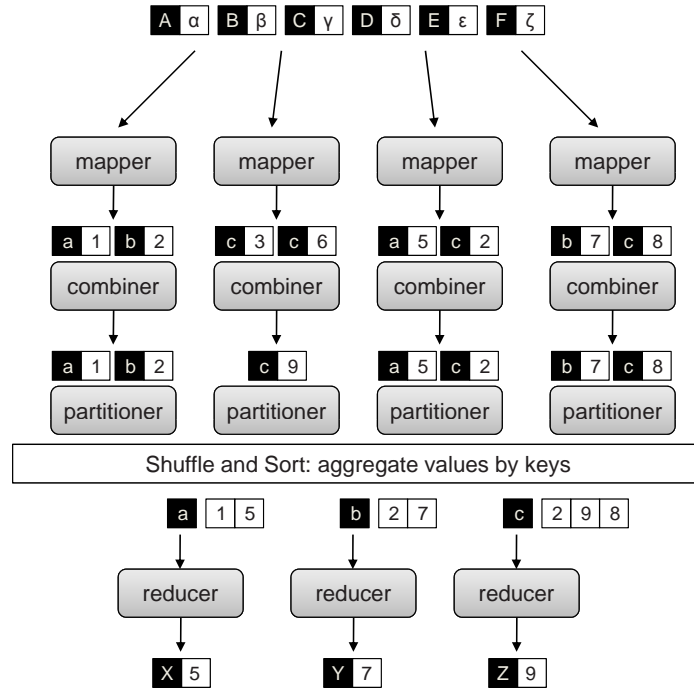 A α B β C γ D δ E ε F ζ
mapper mapper mapper mapper
a 1 b 2 c 3 c 6 a 5 c 2 b 7 c 8
combiner combiner combiner combiner
a 1 b 2 c 9 a 5 c 2 b 7 c 8
partitioner partitioner partitioner partitioner
Shuffle and Sort: aggregate values by keys
a 1 5 b 2 7 c 2 9 8
reducer reducer reducer
X 5 Y 7 Z 9